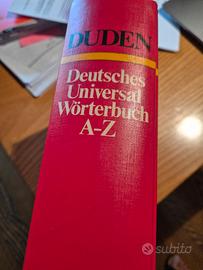 DUDEN
Deutsches
Universal
Wörterbuch
A-Z
subito